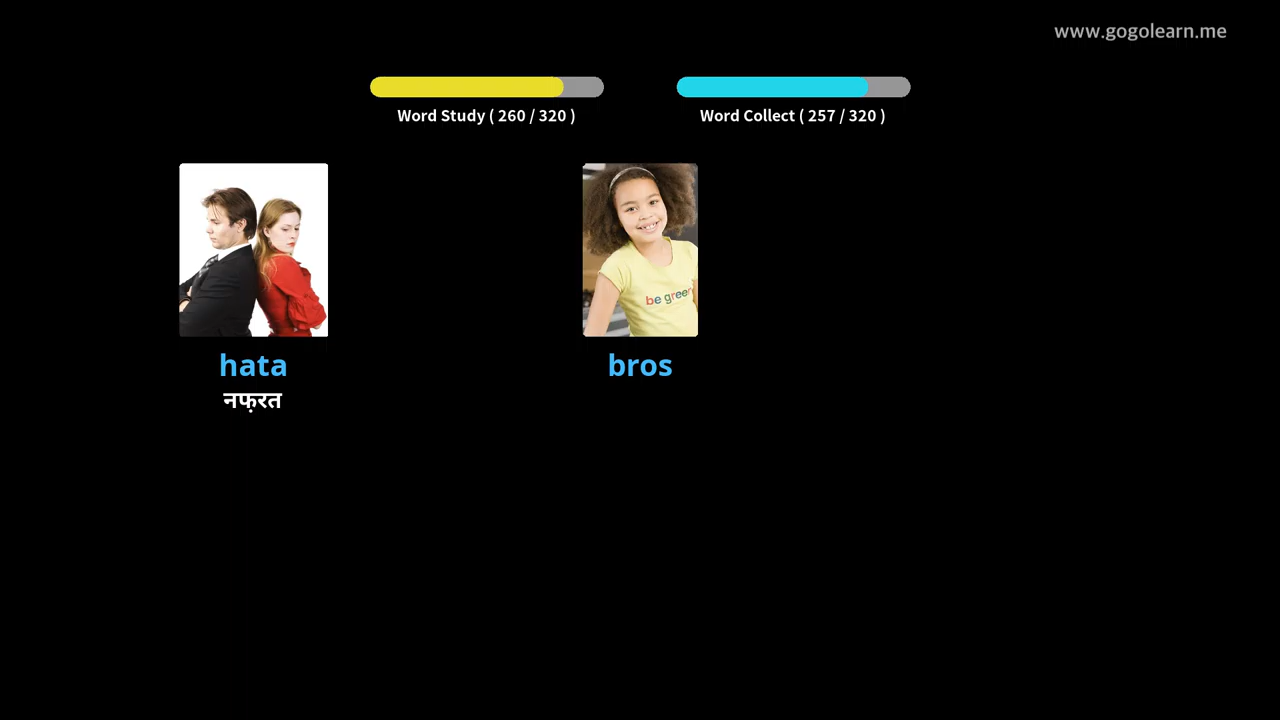 www.gogolearn.me
Word Study ( 260 / 320 )
Word Collect ( 257 / 320 )
be green
hata
bros
नफ़रत